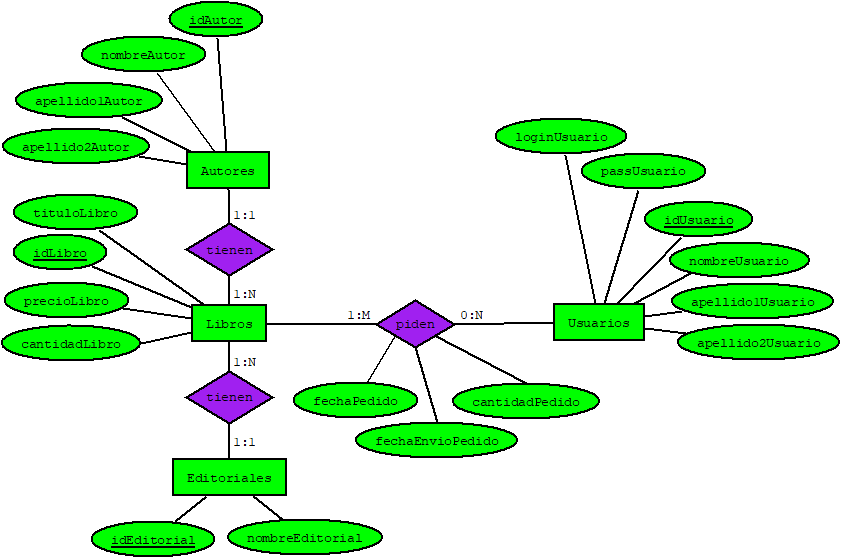 idAutor
nombreAutor
apellido1Autor
apellido2Autor
Autores
1:1
tienen
1:N
tituloLibro
idLibro
precioLibro
cantidadLibro
Libros
1:M
piden
0:N
Usuarios
loginUsuario
passUsuario
idUsuario
nombreUsuario
apellido1Usuario
apellido2Usuario
fechaPedido
cantidadPedido
fechaEnvioPedido
1:N
tienen
1:1
Editoriales
idEditorial
nombreEditorial